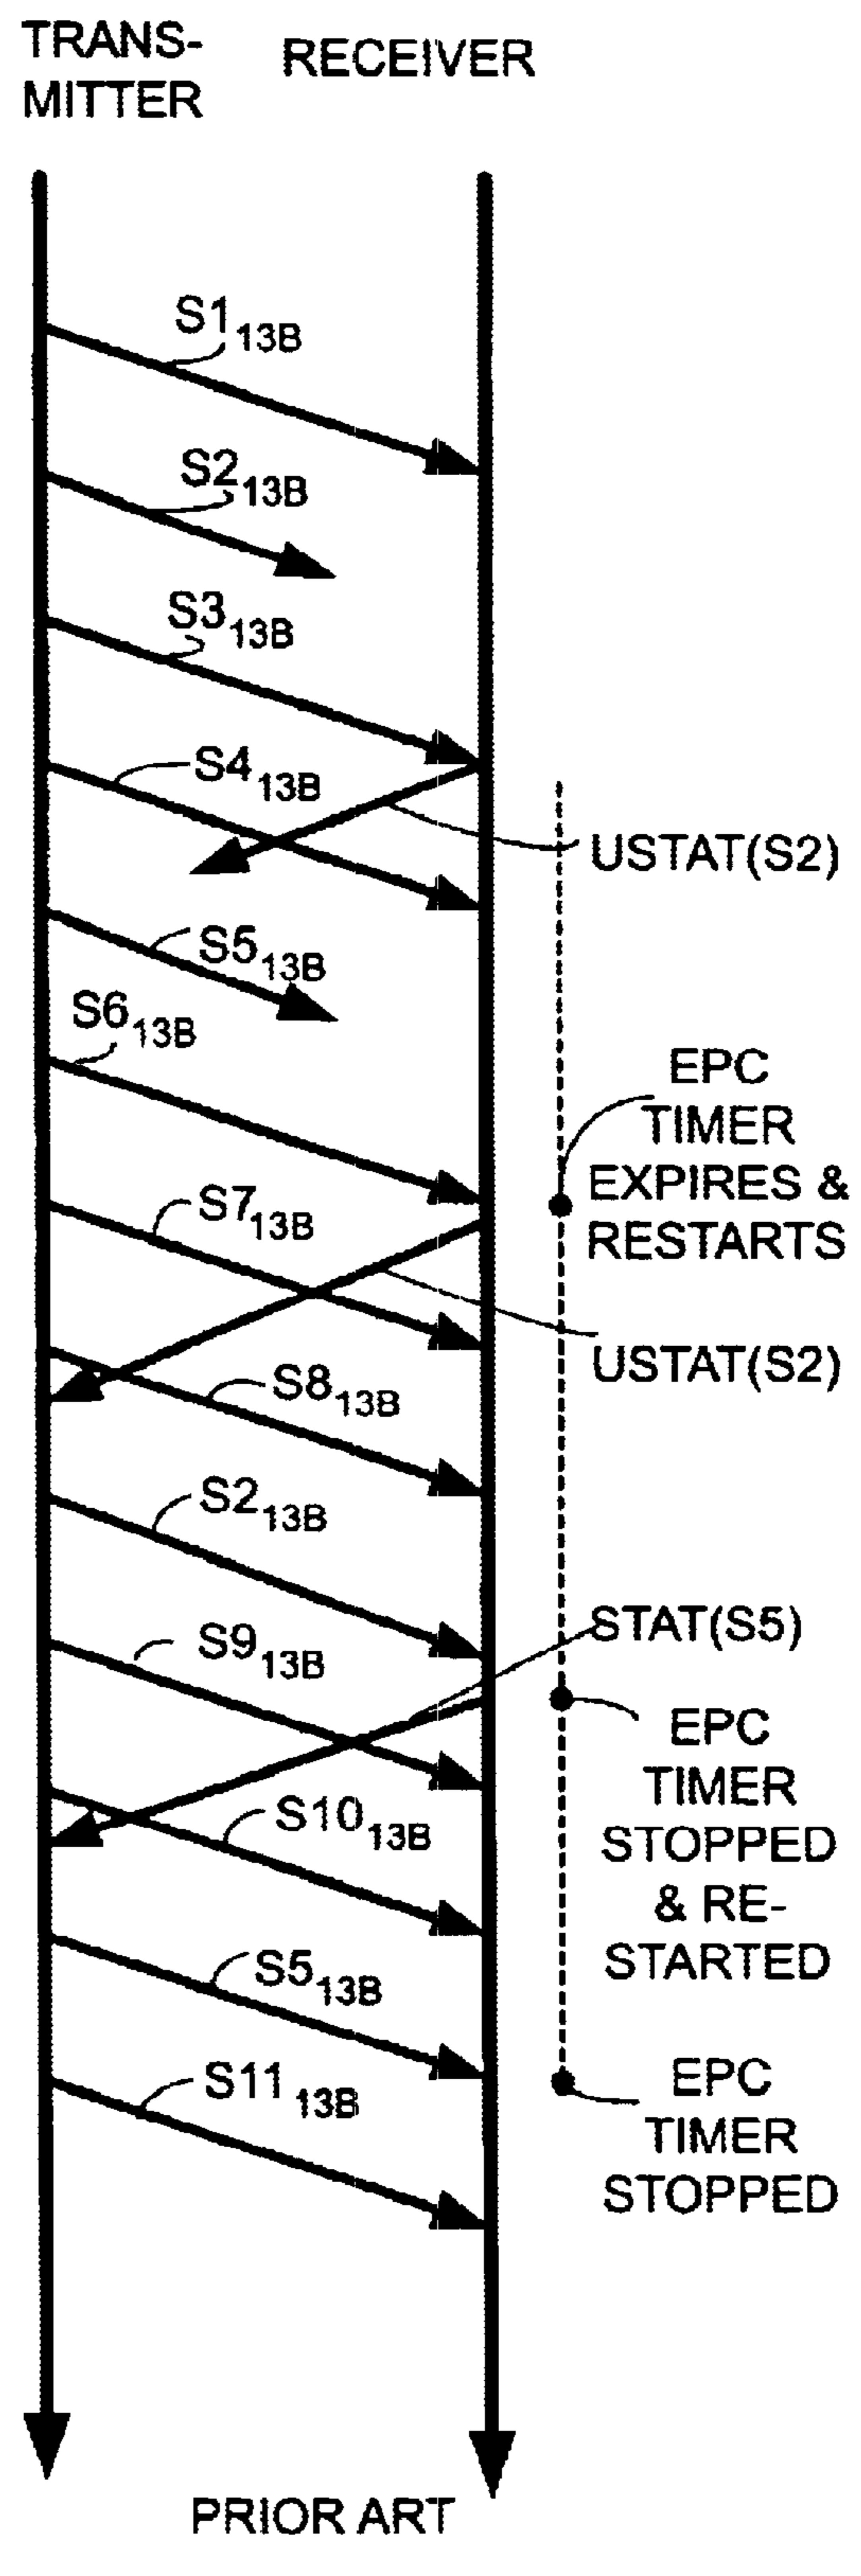 TRANS-
MITTER
RECEIVER
S1 13B
S2 13B
S3 13B
S4 13B
USTAT(S2)
S5 13B
S6 13B
EPC
TIMER
EXPIRES &
RESTARTS
S7 13B
USTAT(S2)
S8 13B
S2 13B
STAT(S5)
S9 13B
EPC
TIMER
STOPPED
& RE-
STARTED
S10 13B
S5 13B
S11 13B
EPC
TIMER
STOPPED
PRIOR ART